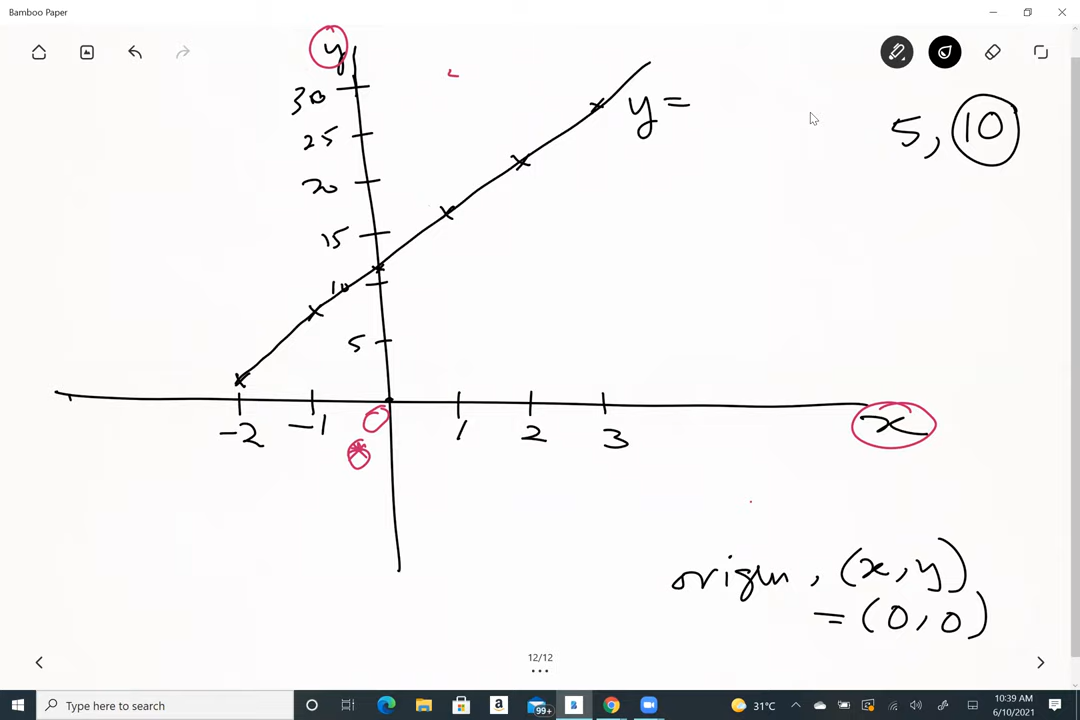 Bamboo Paper
y
30
25
20
15
10
5
y =
5, 10
-2 -1 0 1 2 3
x
origin, (x, y)
= (0, 0)
12/12
Type here to search
99+
31°C
10:39 AM
6/10/2021